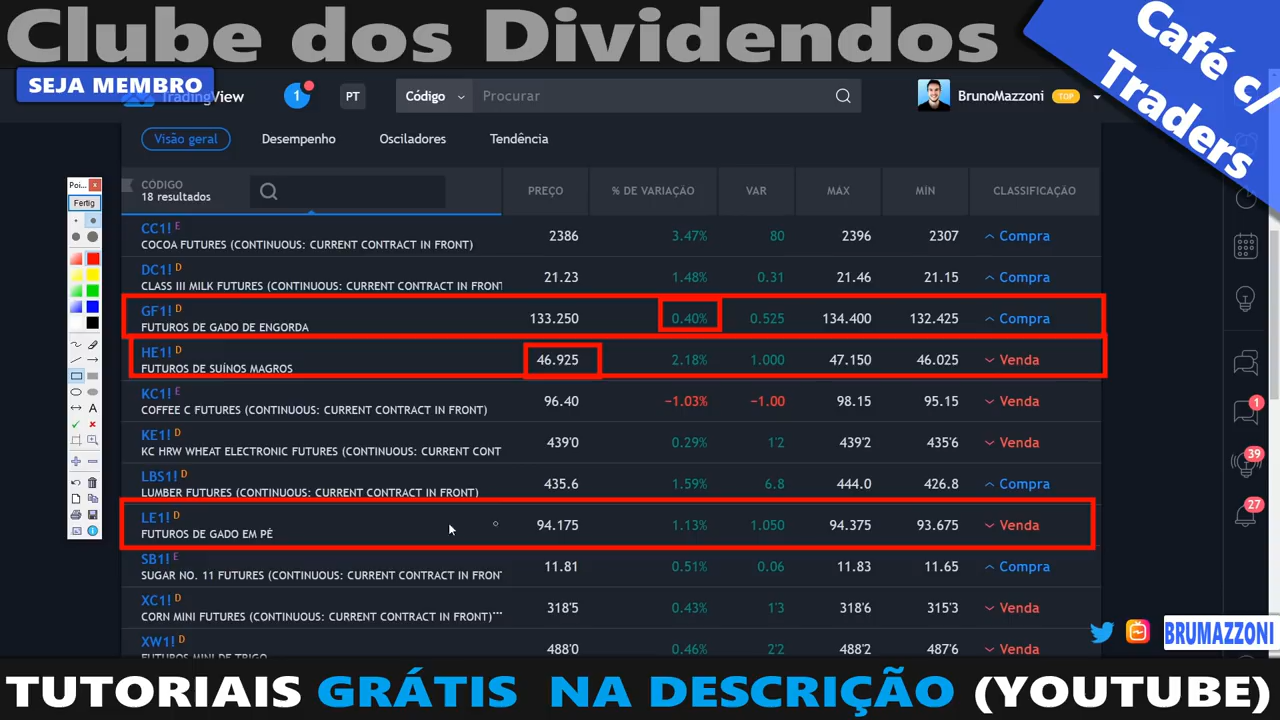 Clube dos Dividendos
Café c/
Traders
SEJA MEMBRO
TradingView
1
PT
Código
Procurar
BrunoMazzoni TOP
Visão geral Desempenho Osciladores Tendência
CÓDIGO
18 resultados
PREÇO % DE VARIAÇÃO VAR MÁX MÍN CLASSIFICAÇÃO
CC1! E
COCOA FUTURES (CONTINUOUS: CURRENT CONTRACT IN FRONT)
2386 3.47% 80 2396 2307 Compra
DC1! D
CLASS III MILK FUTURES (CONTINUOUS: CURRENT CONTRACT IN FRONT
21.23 1.48% 0.31 21.46 21.15 Compra
GF1! D
FUTUROS DE GADO DE ENGORDA
133.250 0.40% 0.525 134.400 132.425 Compra
HE1! D
FUTUROS DE SUÍNOS MAGROS
46.925 2.18% 1.000 47.150 46.025 Venda
KC1! E
COFFEE C FUTURES (CONTINUOUS: CURRENT CONTRACT IN FRONT)
96.40 −1.03% −1.00 98.15 95.15 Venda
KE1! D
KC HRW WHEAT ELECTRONIC FUTURES (CONTINUOUS: CURRENT CONT
439'0 0.29% 1'2 439'2 435'6 Venda
LBS1! D
LUMBER FUTURES (CONTINUOUS: CURRENT CONTRACT IN FRONT)
435.6 1.59% 6.8 444.0 426.8 Compra
LE1! D
FUTUROS DE GADO EM PÉ
94.175 1.13% 1.050 94.375 93.675 Venda
SB1! E
SUGAR NO. 11 FUTURES (CONTINUOUS: CURRENT CONTRACT IN FRON
11.81 0.51% 0.06 11.83 11.65 Compra
XC1! D
CORN MINI FUTURES (CONTINUOUS: CURRENT CONTRACT IN FRONT)
318'5 0.43% 1'3 318'6 315'3 Venda
XW1! D
FUTUROS MINI DE TRIGO
488'0 0.46% 2'2 488'2 487'6 Venda
Poi...
Fertig
A
1
39
27
BRUMAZZONI
TUTORIAIS GRÁTIS NA DESCRIÇÃO (YOUTUBE)